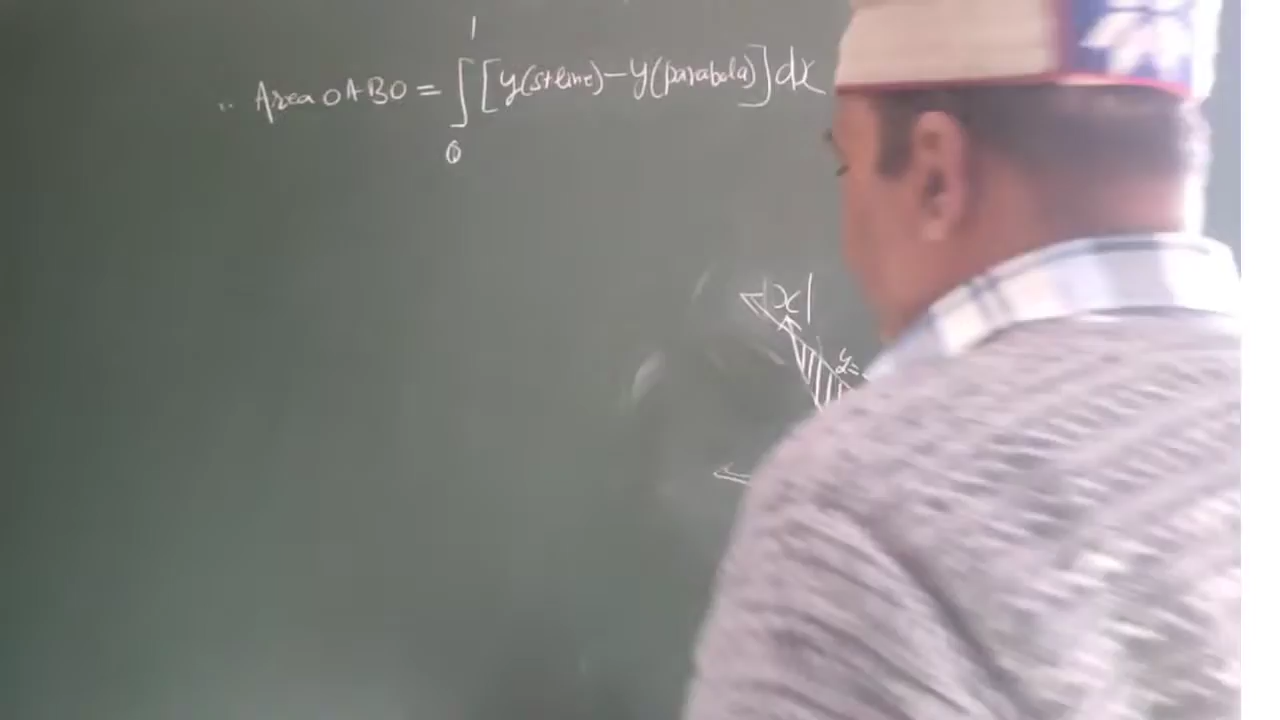 ∴ Area OABO = ∫₀¹ [y(st line) − y(parabola)] dx
|x|
y=